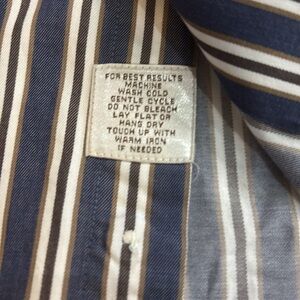 FOR BEST RESULTS
MACHINE
WASH COLD
GENTLE CYCLE
DO NOT BLEACH
LAY FLAT OR
HANG DRY
TOUCH UP WITH
WARM IRON
IF NEEDED